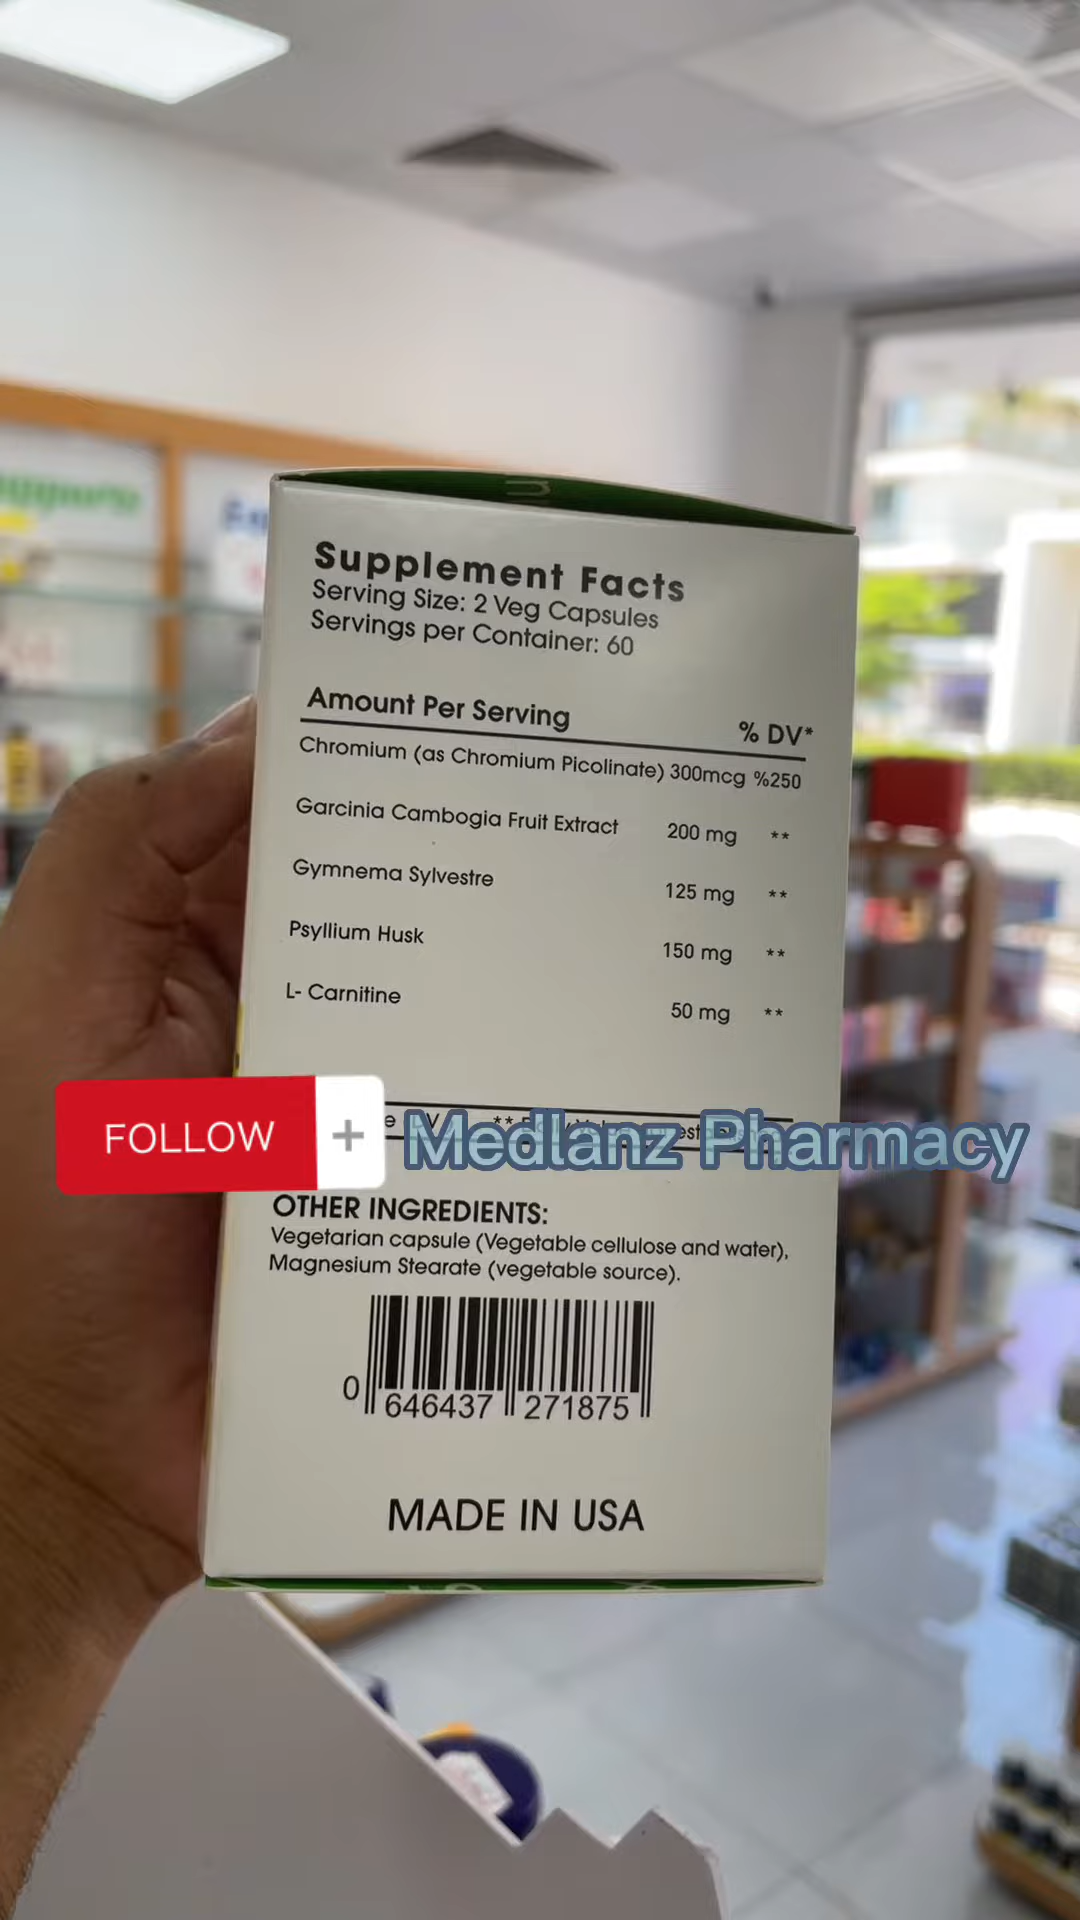 Supplement Facts
Serving Size: 2 Veg Capsules
Servings per Container: 60
Amount Per Serving % DV*
Chromium (as Chromium Picolinate) 300mcg %250
Garcinia Cambogia Fruit Extract 200 mg **
Gymnema Sylvestre 125 mg **
Psyllium Husk 150 mg **
L- Carnitine 50 mg **
FOLLOW + Medlanz Pharmacy
OTHER INGREDIENTS:
Vegetarian capsule (Vegetable cellulose and water),
Magnesium Stearate (vegetable source).
0 646437 271875
MADE IN USA